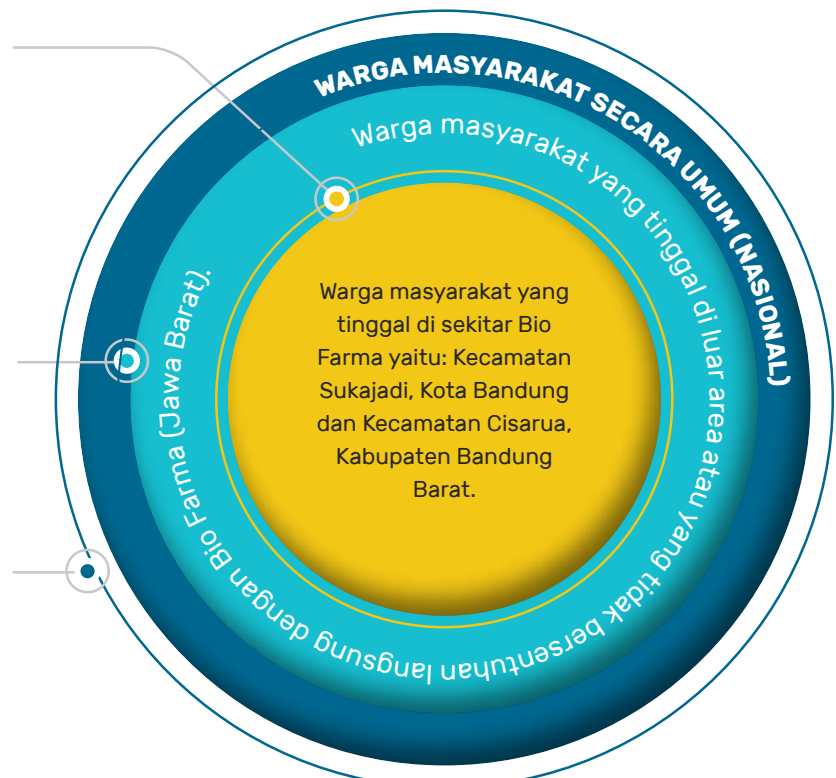 WARGA MASYARAKAT SECARA UMUM (NASIONAL)
Warga masyarakat yang tinggal di luar area atau yang tidak bersentuhan langsung dengan Bio Farma (Jawa Barat).
Warga masyarakat yang
tinggal di sekitar Bio
Farma yaitu: Kecamatan
Sukajadi, Kota Bandung
dan Kecamatan Cisarua,
Kabupaten Bandung
Barat.